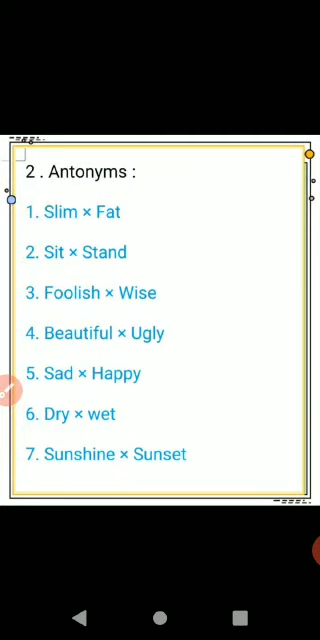 2 . Antonyms :
1. Slim × Fat
2. Sit × Stand
3. Foolish × Wise
4. Beautiful × Ugly
5. Sad × Happy
6. Dry × wet
7. Sunshine × Sunset